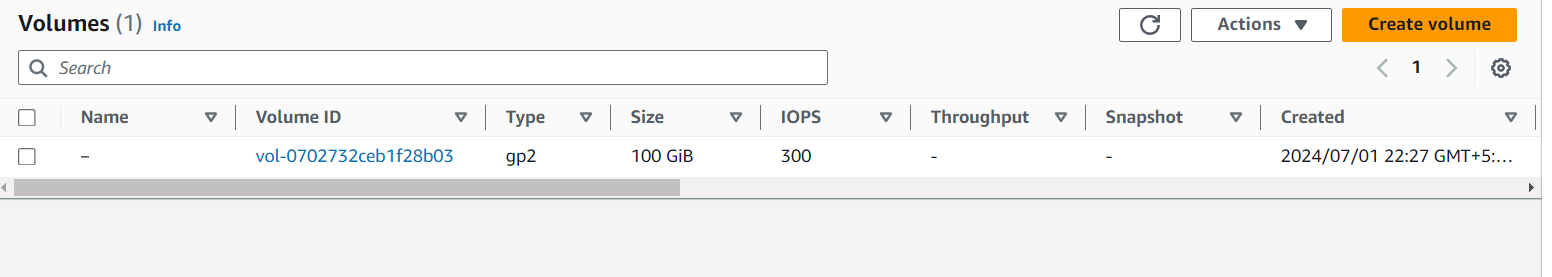 Volumes (1) Info
Actions
Create volume
Search
1
Name Volume ID Type Size IOPS Throughput Snapshot Created
– vol-0702732ceb1f28b03 gp2 100 GiB 300 - - 2024/07/01 22:27 GMT+5:...